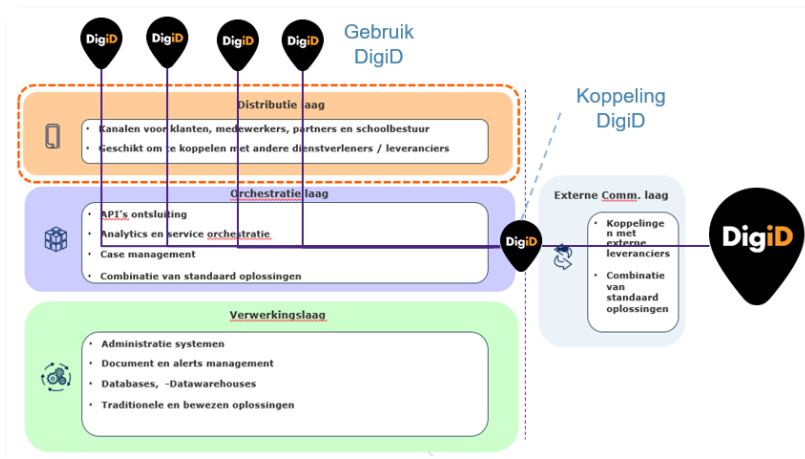 DigiD DigiD DigiD DigiD
Gebruik
DigiD
Koppeling
DigiD
Distributie laag
• Kanalen voor klanten, medewerkers, partners en schoolbestuur
• Geschikt om te koppelen met andere dienstverleners / leveranciers
Orchestratie laag
• API's ontsluiting
• Analytics en service orchestratie
• Case management
• Combinatie van standaard oplossingen
DigiD
Externe Comm. laag
• Koppelinge
n met
externe
leveranciers
• Combinatie
van
standaard
oplossingen
DigiD
Verwerkingslaag
• Administratie systemen
• Document en alerts management
• Databases, -Datawarehouses
• Traditionele en bewezen oplossingen